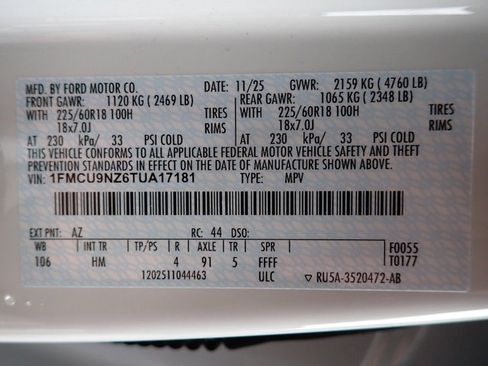 MFD. BY FORD MOTOR CO. DATE: 11/25 GVWR: 2159 KG ( 4760 LB)
FRONT GAWR: 1120 KG ( 2469 LB) REAR GAWR: 1065 KG ( 2348 LB)
WITH 225/60R18 100H TIRES WITH 225/60R18 100H TIRES
18x7.0J RIMS 18x7.0J RIMS
AT 230 kPa/ 33 PSI COLD AT 230 kPa/ 33 PSI COLD
THIS VEHICLE CONFORMS TO ALL APPLICABLE FEDERAL MOTOR VEHICLE SAFETY AND THEFT
PREVENTION STANDARDS IN EFFECT ON THE DATE OF MANUFACTURE SHOWN ABOVE.
VIN: 1FMCU9NZ6TUA17181 TYPE: MPV
EXT PNT: AZ RC: 44 DSO:
WB INT TR TP/PS R AXLE TR SPR F0055
106 HM 4 91 5 FFFF T0177
1202511044463 ULC RU5A-3520472-AB